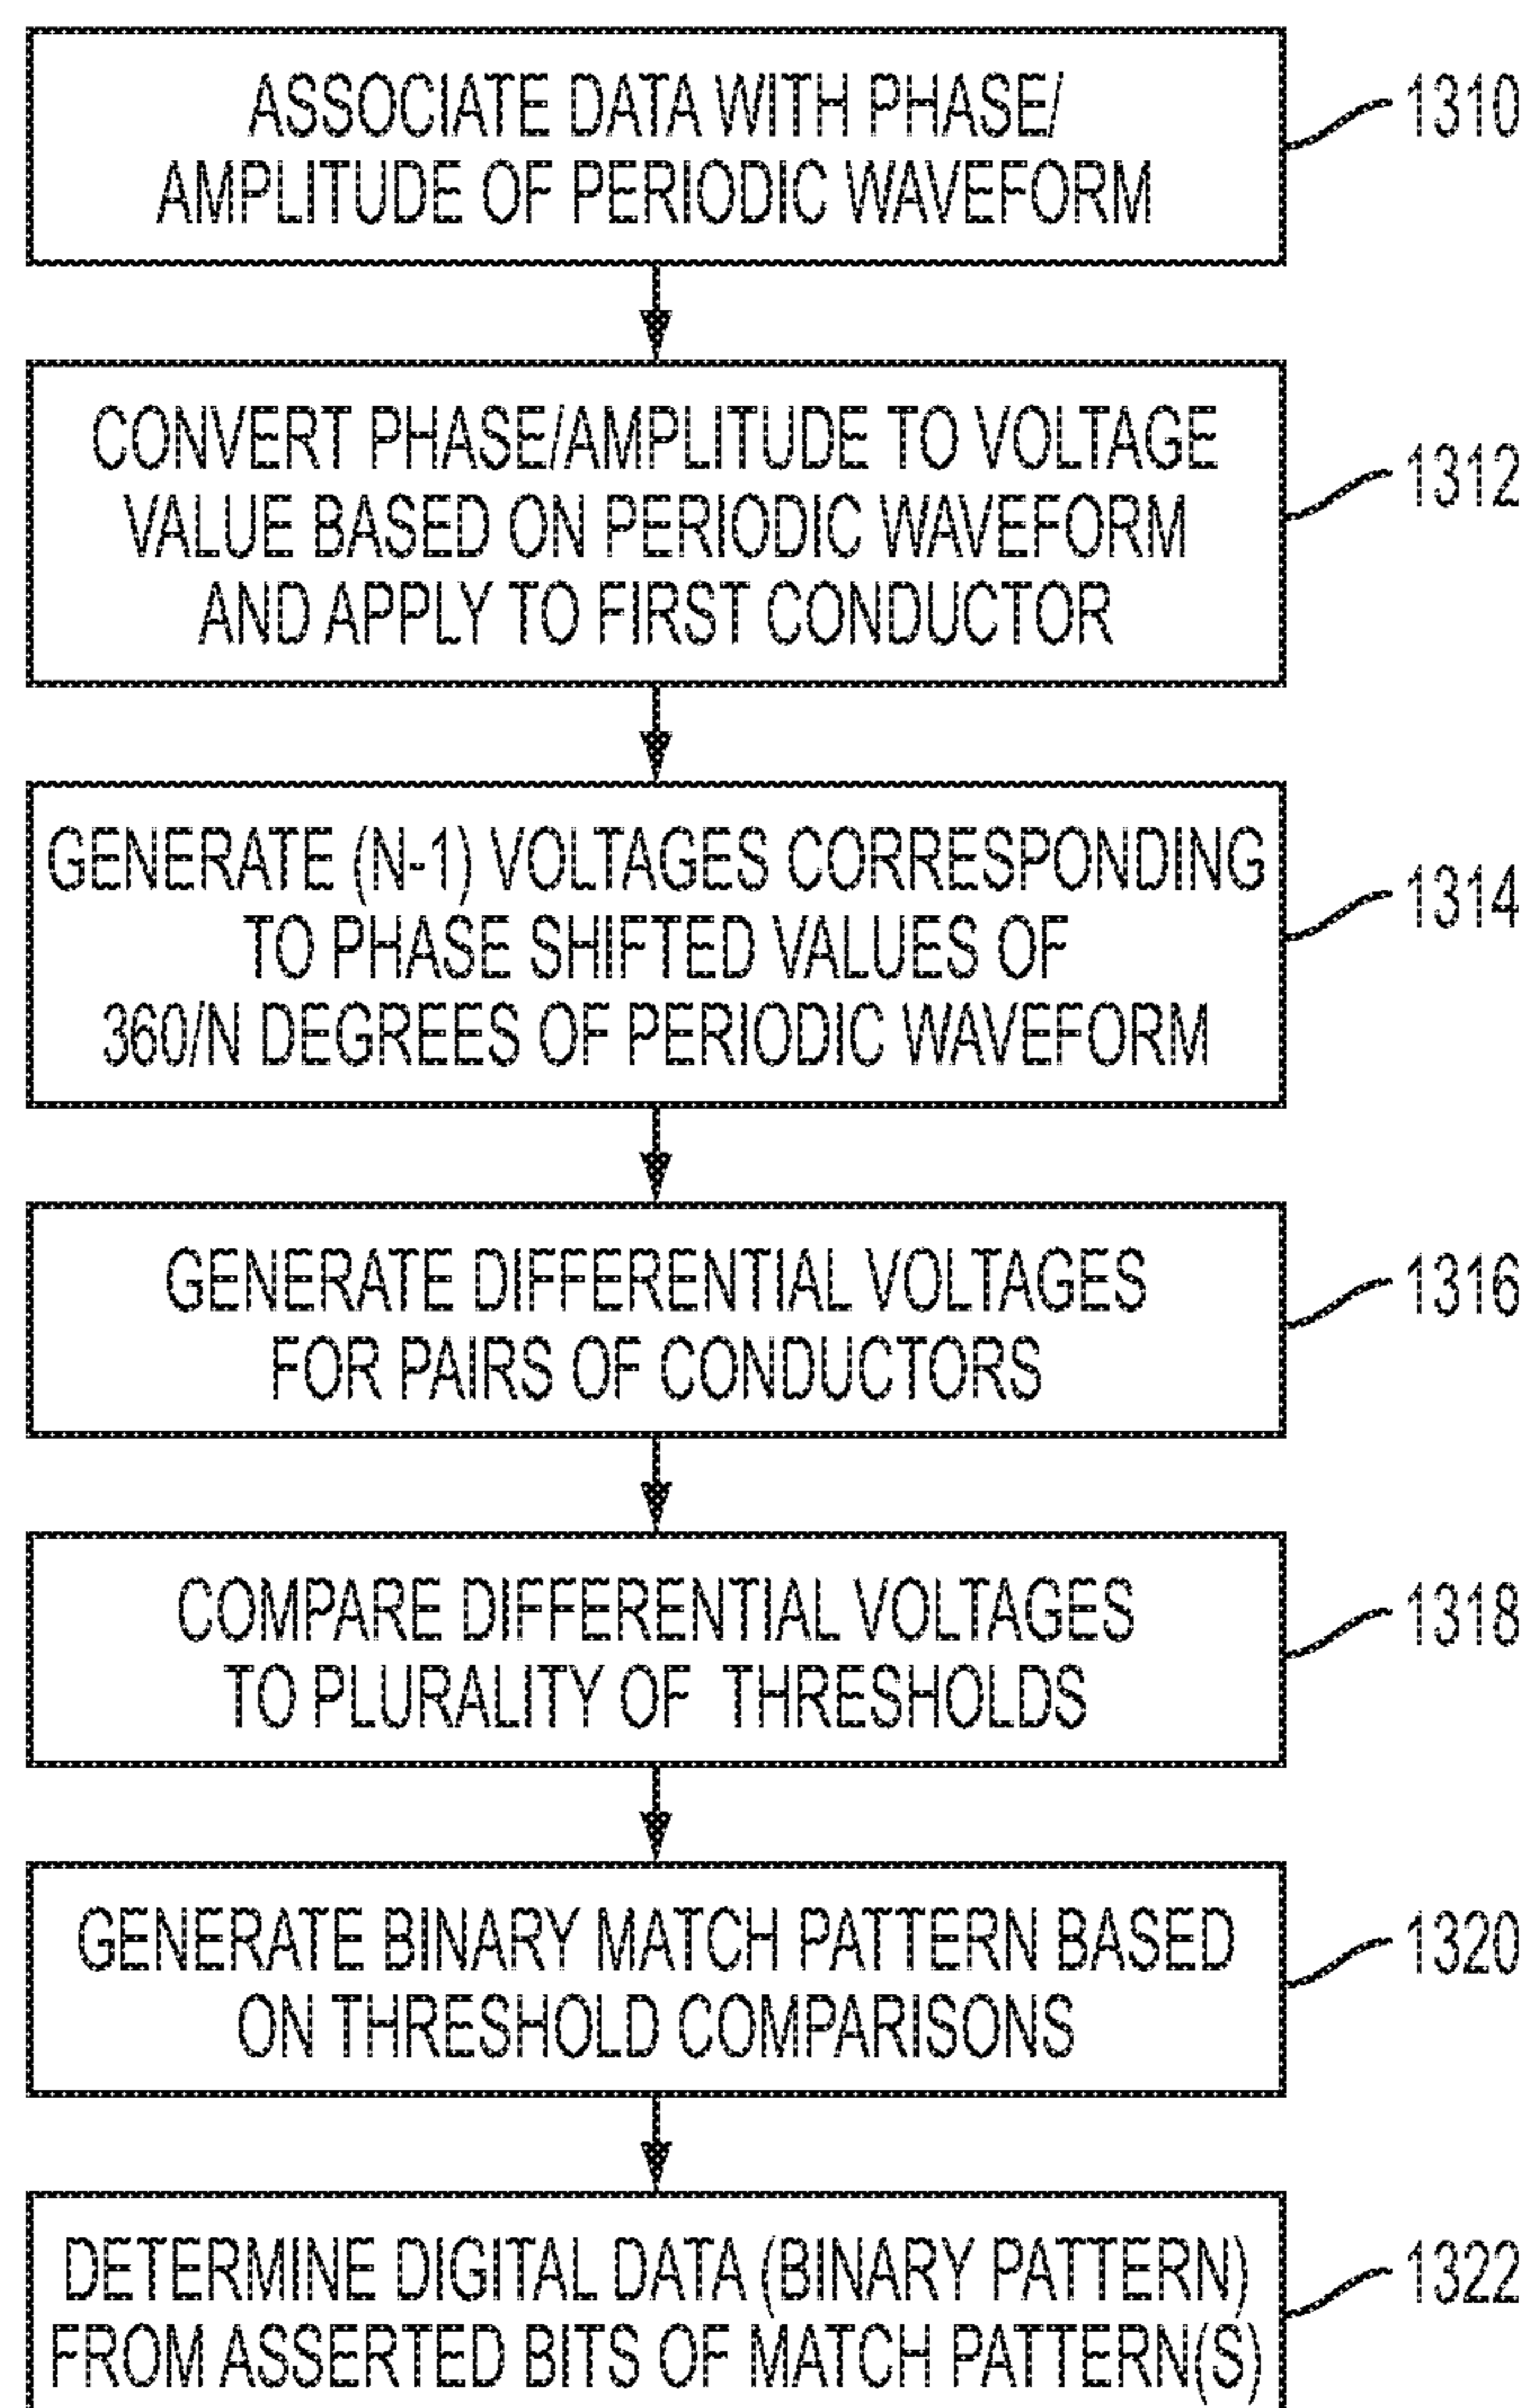 ASSOCIATE DATA WITH PHASE/
AMPLITUDE OF PERIODIC WAVEFORM
1310
CONVERT PHASE/AMPLITUDE TO VOLTAGE
VALUE BASED ON PERIODIC WAVEFORM
AND APPLY TO FIRST CONDUCTOR
1312
GENERATE (N-1) VOLTAGES CORRESPONDING
TO PHASE SHIFTED VALUES OF
360/N DEGREES OF PERIODIC WAVEFORM
1314
GENERATE DIFFERENTIAL VOLTAGES
FOR PAIRS OF CONDUCTORS
1316
COMPARE DIFFERENTIAL VOLTAGES
TO PLURALITY OF THRESHOLDS
1318
GENERATE BINARY MATCH PATTERN BASED
ON THRESHOLD COMPARISONS
1320
DETERMINE DIGITAL DATA (BINARY PATTERN)
FROM ASSERTED BITS OF MATCH PATTERN(S)
1322